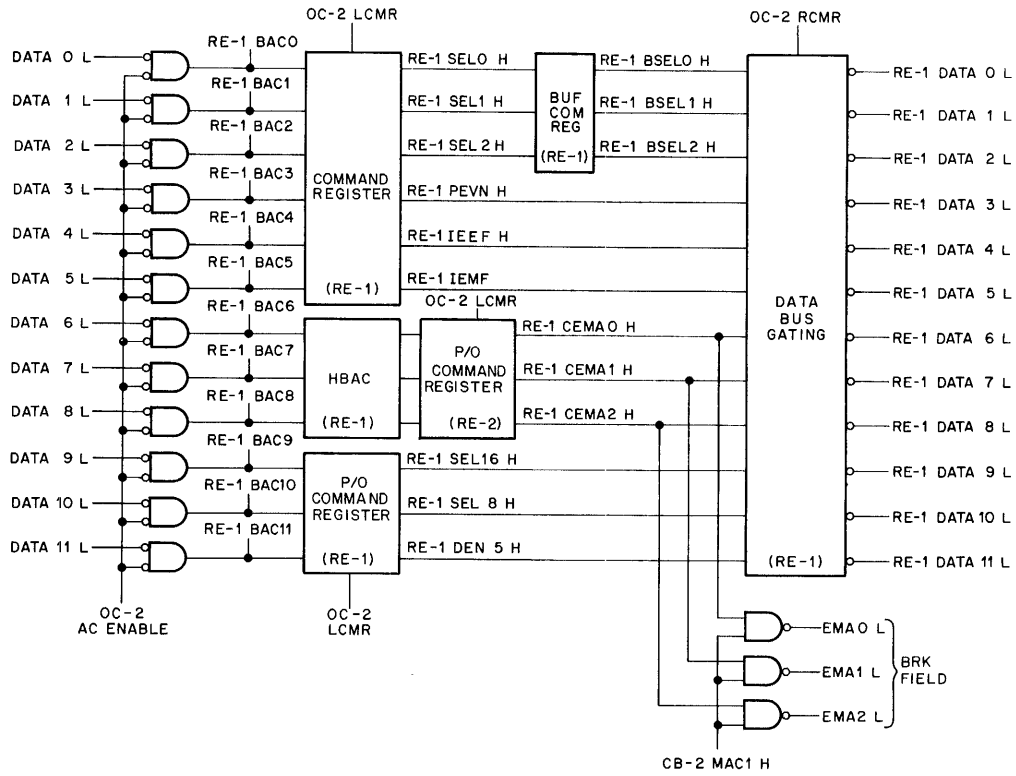 OC-2 LCMR
OC-2 RCMR
DATA 0 L
DATA 1 L
DATA 2 L
DATA 3 L
DATA 4 L
DATA 5 L
DATA 6 L
DATA 7 L
DATA 8 L
DATA 9 L
DATA 10 L
DATA 11 L
OC-2
AC ENABLE
RE-1 BAC0
RE-1 BAC1
RE-1 BAC2
RE-1 BAC3
RE-1 BAC4
RE-1 BAC5
RE-1 BAC6
RE-1 BAC7
RE-1 BAC8
RE-1 BAC9
RE-1 BAC10
RE-1 BAC11
COMMAND
REGISTER
(RE-1)
HBAC
(RE-1)
P/O
COMMAND
REGISTER
(RE-1)
OC-2
LCMR
OC-2 LCMR
P/O
COMMAND
REGISTER
(RE-2)
RE-1 SEL0 H
RE-1 SEL1 H
RE-1 SEL2 H
RE-1 PEVN H
RE-1 IEEF H
RE-1 IEMF
RE-1 CEMA0 H
RE-1 CEMA1 H
RE-1 CEMA2 H
RE-1 SEL16 H
RE-1 SEL 8 H
RE-1 DEN 5 H
BUF
COM
REG
(RE-1)
RE-1 BSEL0 H
RE-1 BSEL1 H
RE-1 BSEL2 H
DATA
BUS
GATING
(RE-1)
RE-1 DATA 0 L
RE-1 DATA 1 L
RE-1 DATA 2 L
RE-1 DATA 3 L
RE-1 DATA 4 L
RE-1 DATA 5 L
RE-1 DATA 6 L
RE-1 DATA 7 L
RE-1 DATA 8 L
RE-1 DATA 9 L
RE-1 DATA 10 L
RE-1 DATA 11 L
EMA0 L
EMA1 L
EMA2 L
BRK
FIELD
CB-2 MAC1 H